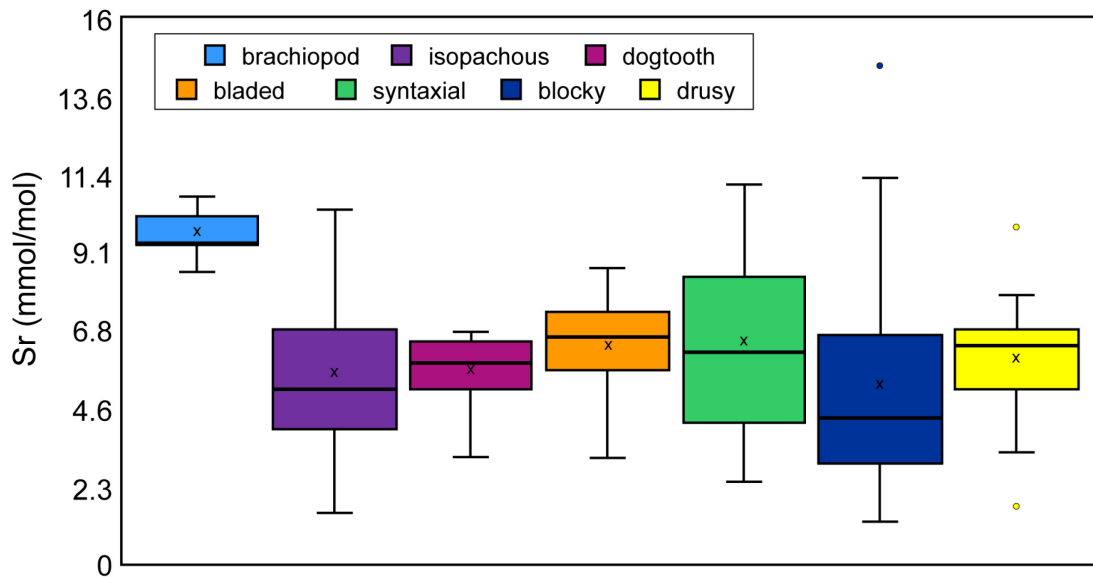 16
brachiopod isopachous dogtooth
bladed syntaxial blocky drusy
13.6
11.4
Sr (mmol/mol)
9.1
6.8
4.6
2.3
0
x x x x x x x